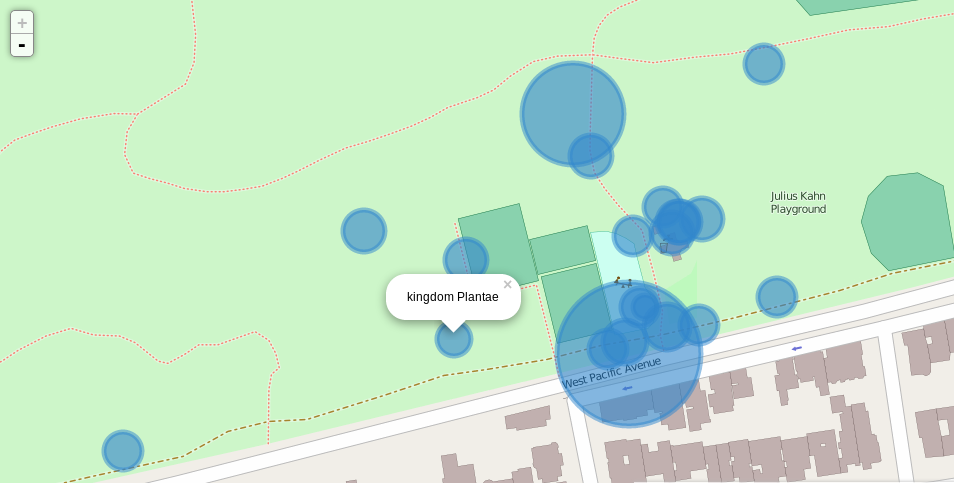 +
-
Julius Kahn
Playground
kingdom Plantae ×
West Pacific Avenue